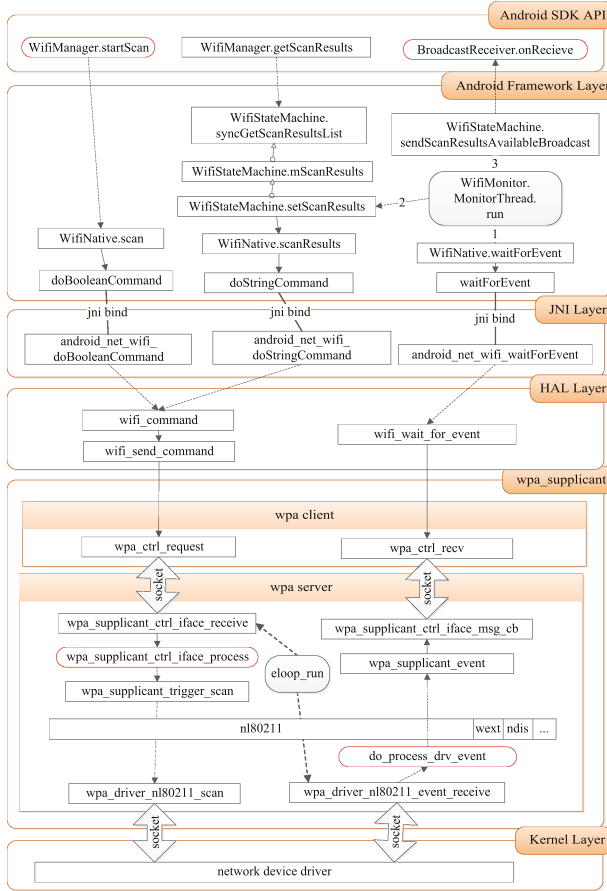 Android SDK API
WifiManager.startScan
WifiManager.getScanResults
BroadcastReceiver.onRecieve
Android Framework Layer
WifiStateMachine.
syncGetScanResultsList
WifiStateMachine.
sendScanResultsAvailableBroadcast
3
WifiStateMachine.mScanResults
WifiMonitor.
MonitorThread.
run
WifiStateMachine.setScanResults
2
1
WifiNative.scan
WifiNative.scanResults
WifiNative.waitForEvent
doBooleanCommand
doStringCommand
waitForEvent
JNI Layer
jni bind
jni bind
jni bind
android_net_wifi_
doBooleanCommand
android_net_wifi_
doStringCommand
android_net_wifi_waitForEvent
HAL Layer
wifi_command
wifi_send_command
wifi_wait_for_event
wpa_supplicant
wpa client
wpa_ctrl_request
wpa_ctrl_recv
socket
socket
wpa server
wpa_supplicant_ctrl_iface_receive
wpa_supplicant_ctrl_iface_msg_cb
wpa_supplicant_ctrl_iface_process
wpa_supplicant_event
eloop_run
wpa_supplicant_trigger_scan
nl80211
wext
ndis
...
do_process_drv_event
wpa_driver_nl80211_scan
wpa_driver_nl80211_event_receive
socket
socket
Kernel Layer
network device driver